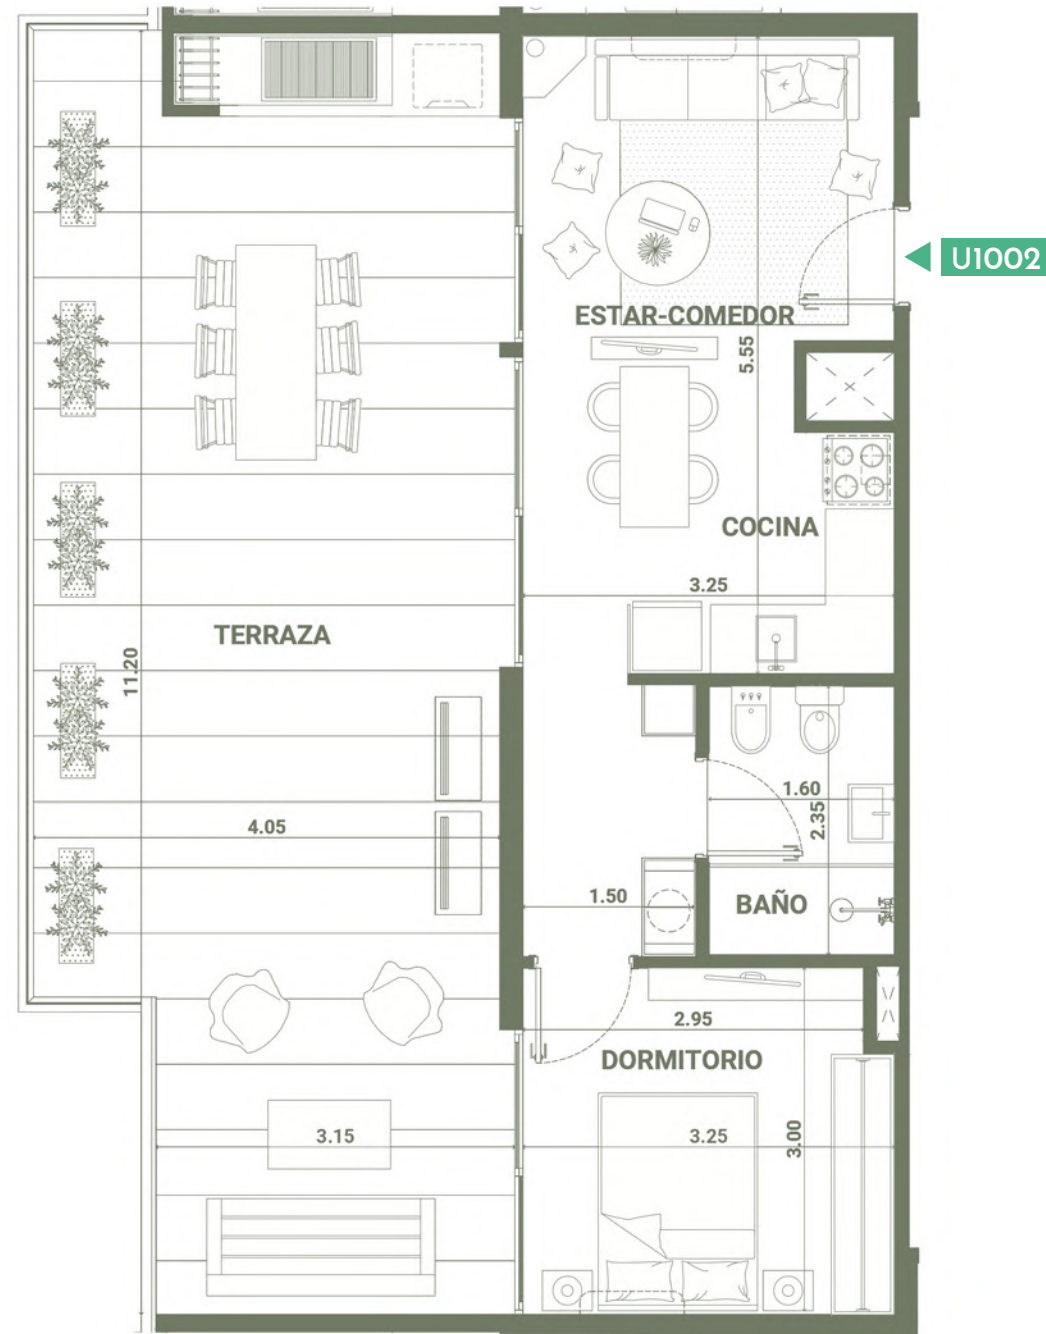 U1002
ESTAR-COMEDOR
5.55
COCINA
3.25
TERRAZA
11.20
1.60
2.35
4.05
1.50
BAÑO
2.95
DORMITORIO
3.15
3.25
3.00